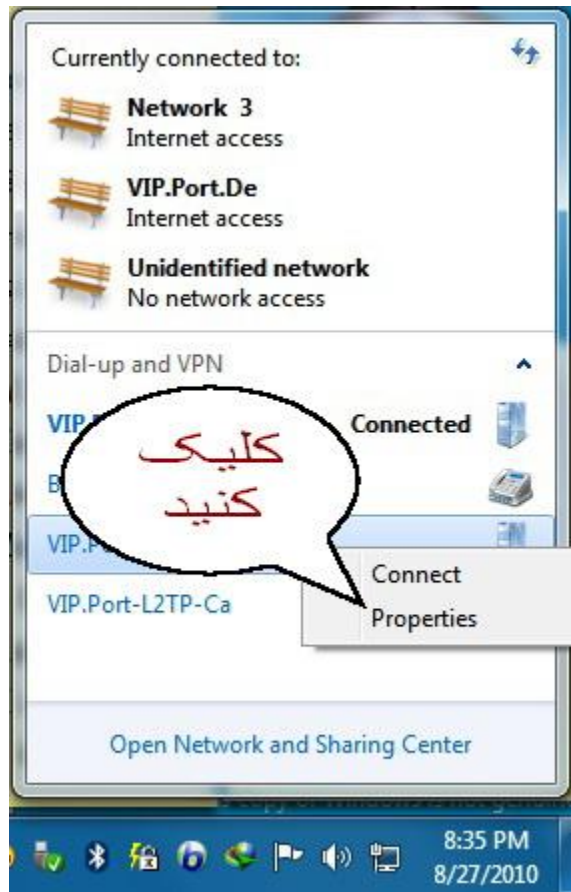 Currently connected to:
Network 3
Internet access
VIP.Port.De
Internet access
Unidentified network
No network access
Dial-up and VPN
Connected
کلیک
کنید
Connect
VIP.Port-L2TP-Ca
Properties
Open Network and Sharing Center
8:35 PM
8/27/2010